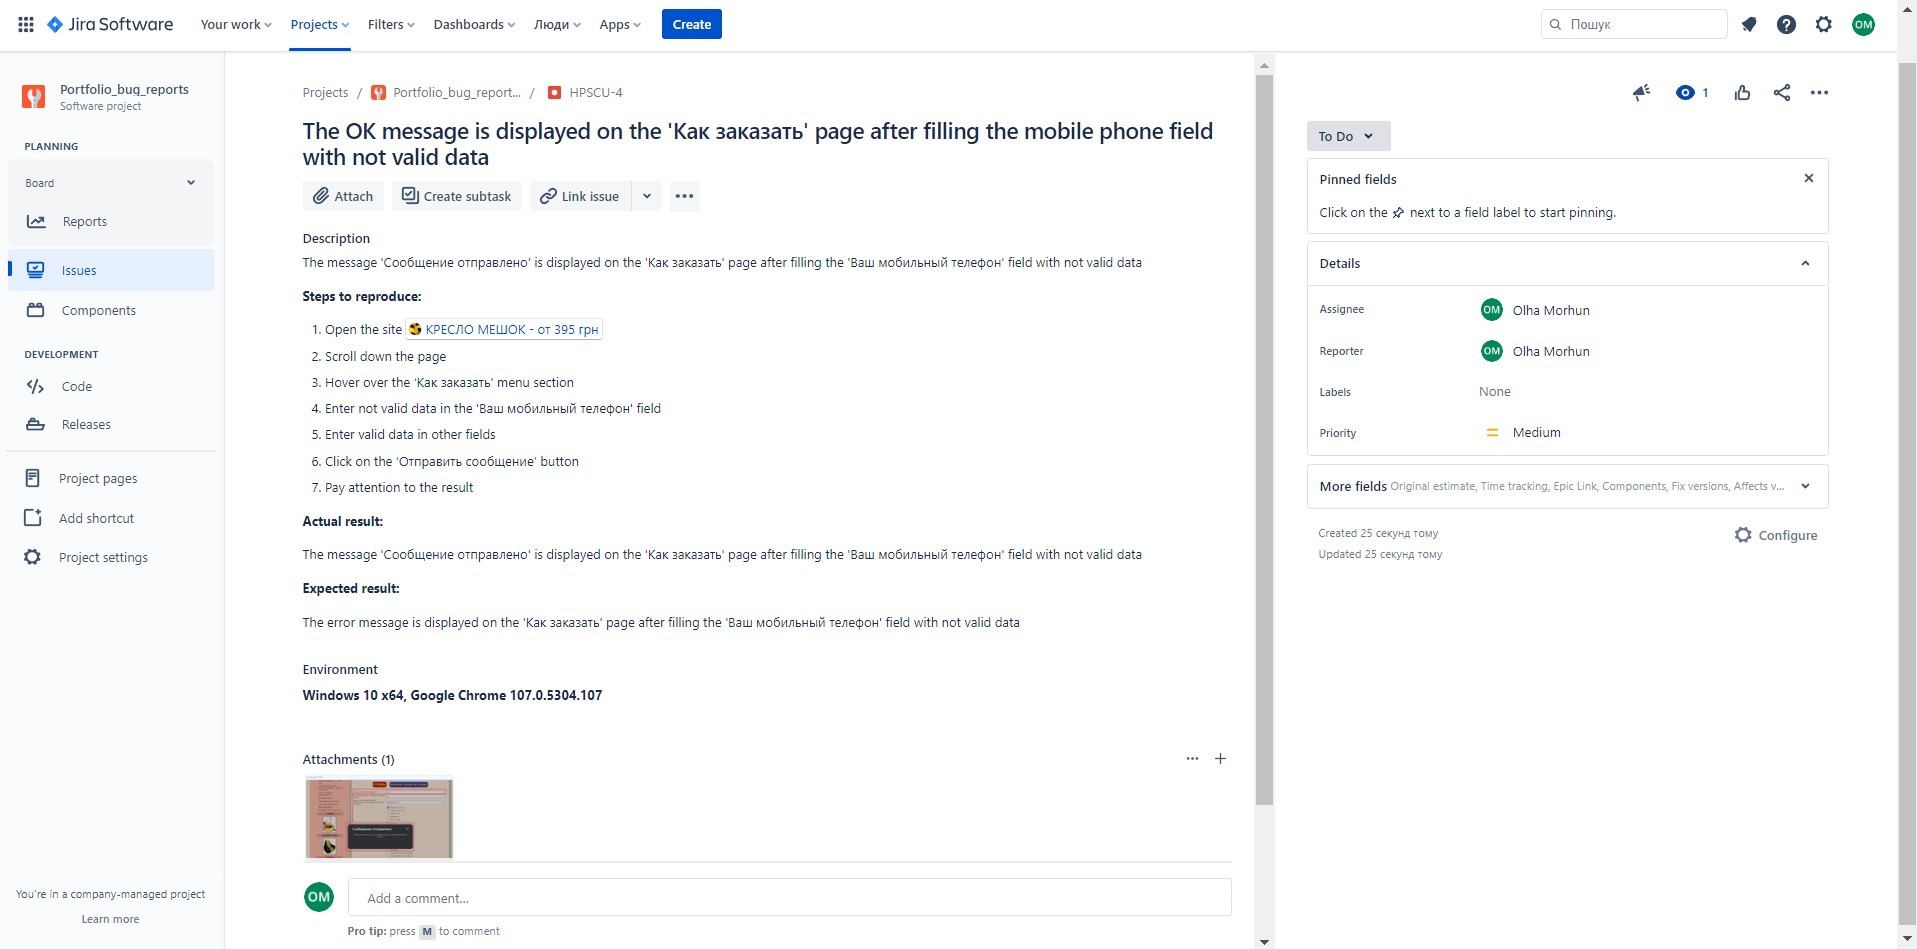 Jira Software
Your work
Projects
Filters
Dashboards
Люди
Apps
Create
Пошук
OM
Portfolio_bug_reports
Software project
PLANNING
Board
Reports
Issues
Components
DEVELOPMENT
Code
Releases
Project pages
Add shortcut
Project settings
You're in a company-managed project
Learn more
Projects / Portfolio_bug_report... / HPSCU-4
The OK message is displayed on the 'Как заказать' page after filling the mobile phone field
with not valid data
Attach
Create subtask
Link issue
Description
The message 'Сообщение отправлено' is displayed on the 'Как заказать' page after filling the 'Ваш мобильный телефон' field with not valid data
Steps to reproduce:
1. Open the site КРЕСЛО МЕШОК - от 395 грн
2. Scroll down the page
3. Hover over the 'Как заказать' menu section
4. Enter not valid data in the 'Ваш мобильный телефон' field
5. Enter valid data in other fields
6. Click on the 'Отправить сообщение' button
7. Pay attention to the result
Actual result:
The message 'Сообщение отправлено' is displayed on the 'Как заказать' page after filling the 'Ваш мобильный телефон' field with not valid data
Expected result:
The error message is displayed on the 'Как заказать' page after filling the 'Ваш мобильный телефон' field with not valid data
Environment
Windows 10 x64, Google Chrome 107.0.5304.107
Attachments (1)
Сообщение отправлено
OM
Add a comment...
Pro tip: press M to comment
1
To Do
Pinned fields
Click on the next to a field label to start pinning.
Details
Assignee
OM Olha Morhun
Reporter
OM Olha Morhun
Labels
None
Priority
Medium
More fields Original estimate, Time tracking, Epic Link, Components, Fix versions, Affects v...
Created 25 секунд тому
Updated 25 секунд тому
Configure